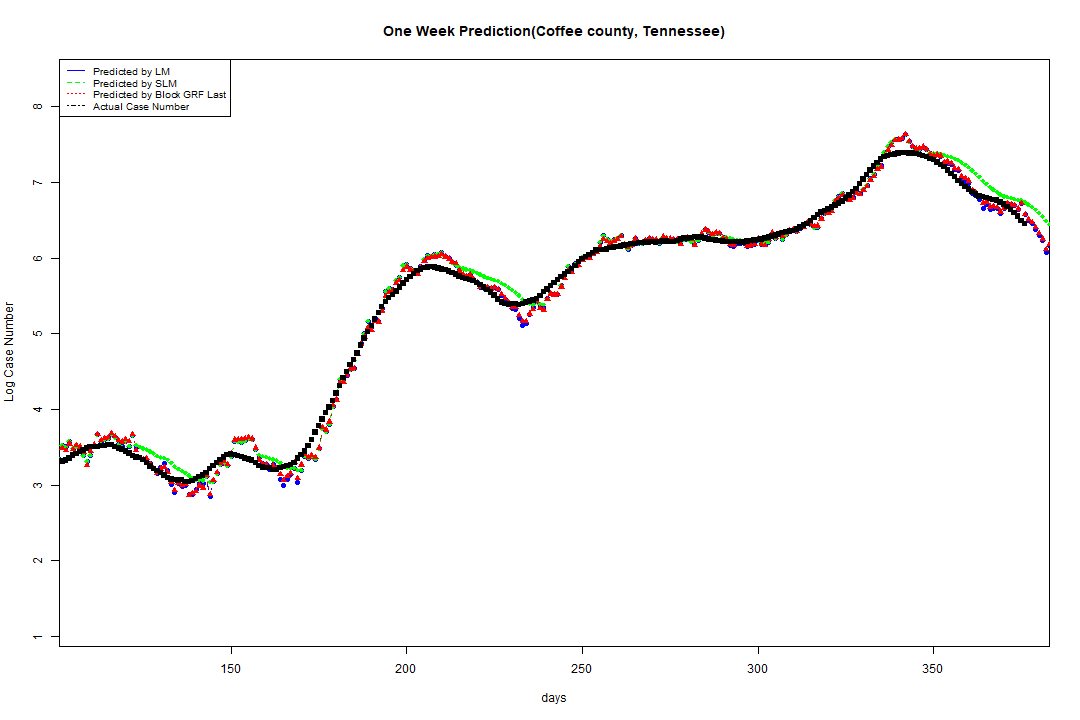 One Week Prediction(Coffee county, Tennessee)
Predicted by LM
Predicted by SLM
Predicted by Block GRF Last
Actual Case Number
8
7
6
5
4
3
2
1
Log Case Number
150 200 250 300 350
days